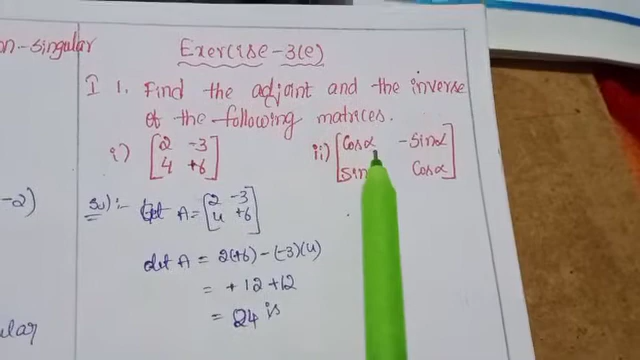 on-singular
Exercise-3(e)
I 1. Find the adjoint and the inverse
of the following matrices.
i) [2 -3
4 +6]
ii) [Cosα -Sinα
Sin Cosα]
Sol:- Let A = [2 -3
4 +6]
-2)
det A = 2(+6) - (-3)(4)
= +12 +12
= 24 is
ular